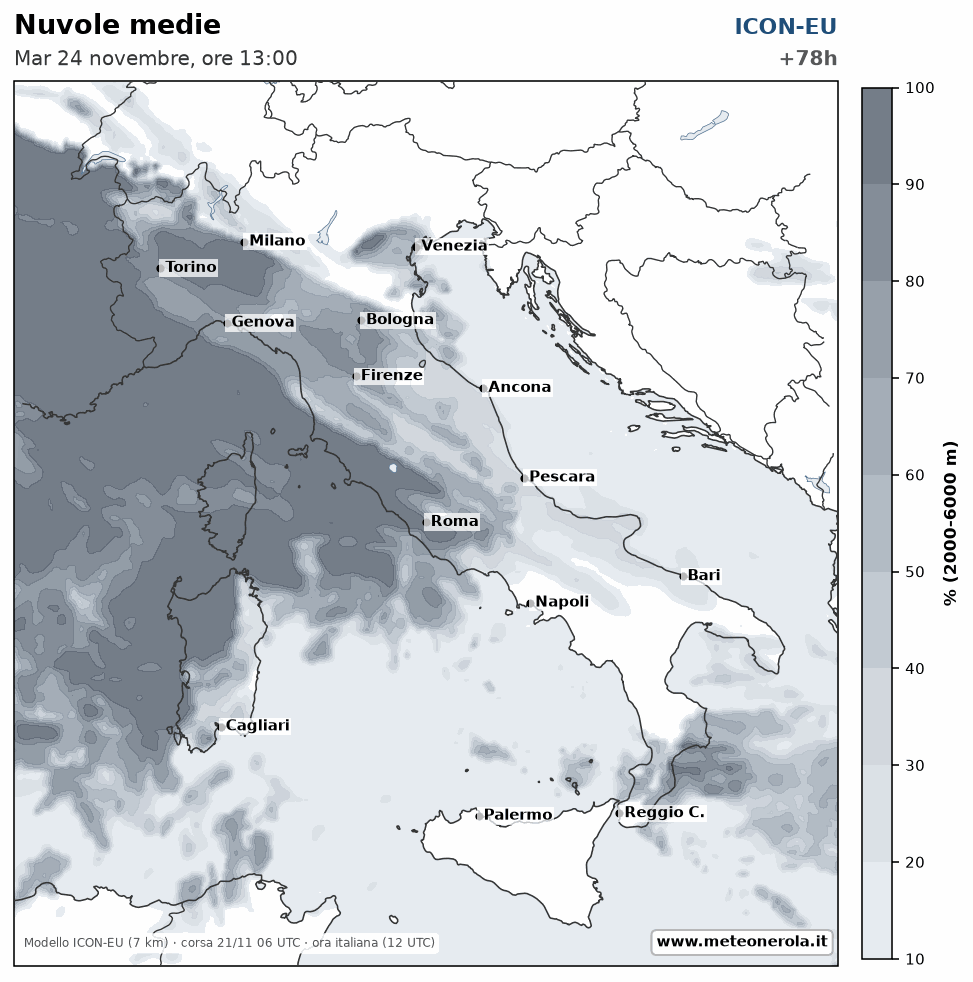 Nuvole medie
ICON-EU
Mar 24 novembre, ore 13:00
+78h
100
90
80
70
60
50
40
30
20
10
% (2000-6000 m)
Milano
Venezia
Torino
Genova
Bologna
Firenze
Ancona
Pescara
Roma
Bari
Napoli
Cagliari
Palermo
Reggio C.
Modello ICON-EU (7 km) · corsa 21/11 06 UTC · ora italiana (12 UTC)
www.meteonerola.it